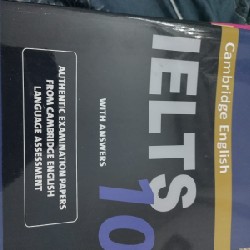 Cambridge English
IELTS
10
WITH ANSWERS
AUTHENTIC EXAMINATION PAPERS
FROM CAMBRIDGE ENGLISH
LANGUAGE ASSESSMENT